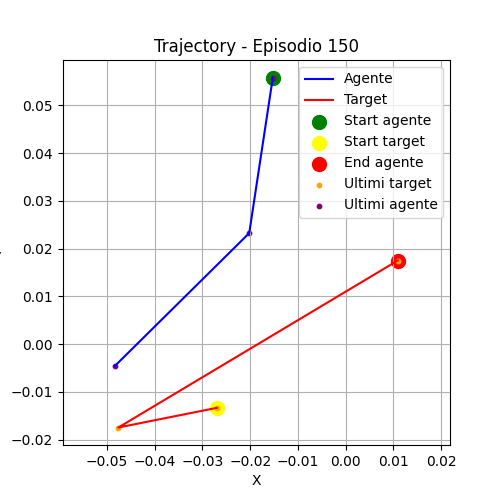 Trajectory - Episodio 150
Agente
Target
Start agente
Start target
End agente
Ultimi target
Ultimi agente
0.05
0.04
0.03
0.02
0.01
0.00
−0.01
−0.02
−0.05 −0.04 −0.03 −0.02 −0.01 0.00 0.01 0.02
X